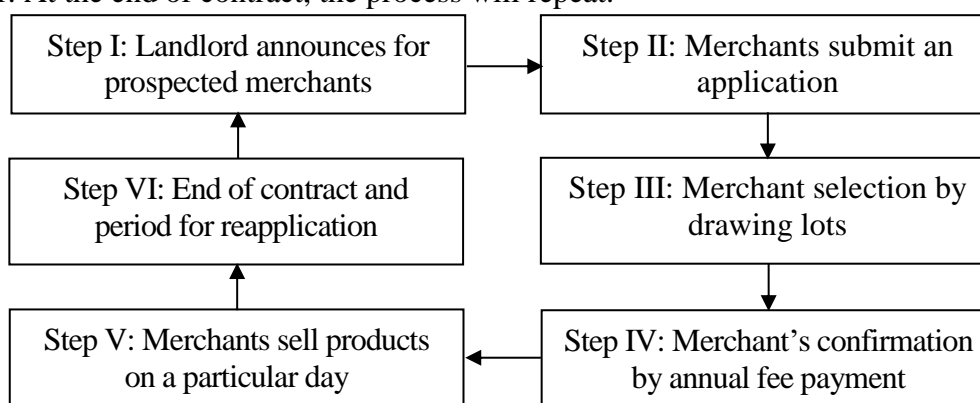 At the end of contract, the process will repeat.
Step I: Landlord announces for
prospected merchants
Step II: Merchants submit an
application
Step III: Merchant selection by
drawing lots
Step IV: Merchant’s confirmation
by annual fee payment
Step V: Merchants sell products
on a particular day
Step VI: End of contract and
period for reapplication